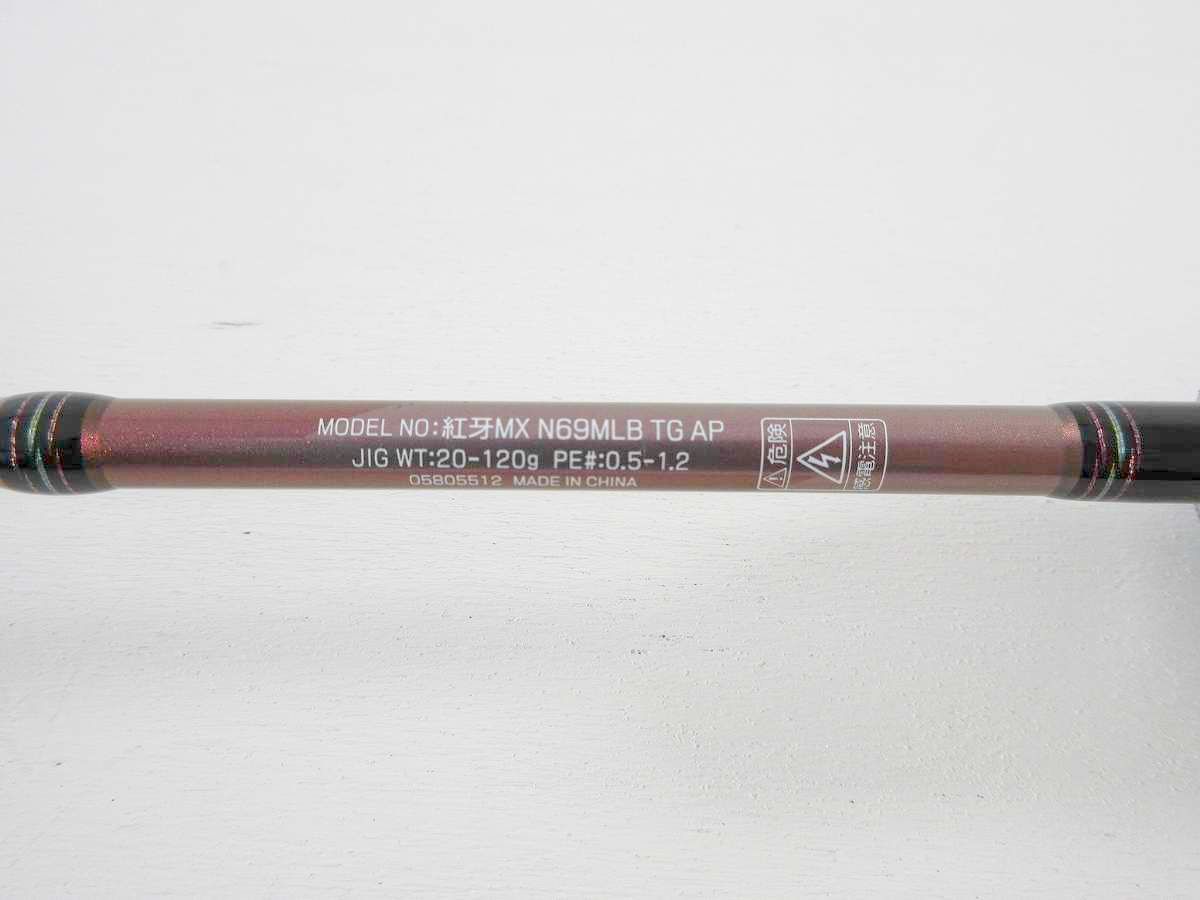 MODEL NO:紅牙MX N69MLB TG AP
JIG WT:20-120g PE#:0.5-1.2
05805512 MADE IN CHINA
危険
感電注意